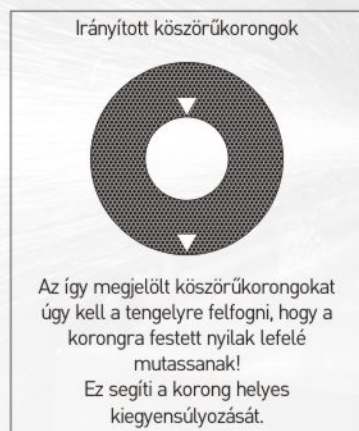 Irányított köszörűkorongok
Az így megjelölt köszörűkorongokat
úgy kell a tengelyre felfogni, hogy a
korongra festett nyilak lefelé
mutassanak!
Ez segíti a korong helyes
kiegyensúlyozását.